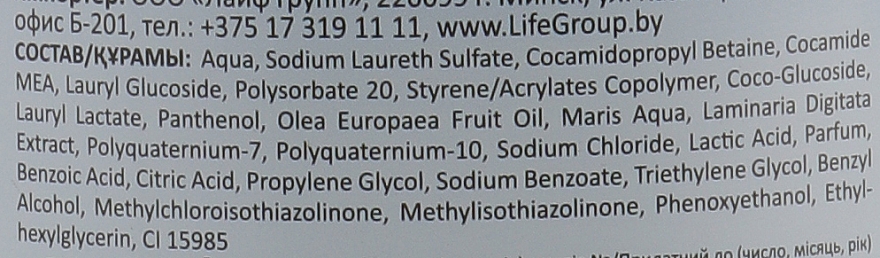 офис Б-201, тел.: +375 17 319 11 11, www.LifeGroup.by
СОСТАВ/ҚҰРАМЫ: Aqua, Sodium Laureth Sulfate, Cocamidopropyl Betaine, Cocamide
MEA, Lauryl Glucoside, Polysorbate 20, Styrene/Acrylates Copolymer, Coco-Glucoside,
Lauryl Lactate, Panthenol, Olea Europaea Fruit Oil, Maris Aqua, Laminaria Digitata
Extract, Polyquaternium-7, Polyquaternium-10, Sodium Chloride, Lactic Acid, Parfum,
Benzoic Acid, Citric Acid, Propylene Glycol, Sodium Benzoate, Triethylene Glycol, Benzyl
Alcohol, Methylchloroisothiazolinone, Methylisothiazolinone, Phenoxyethanol, Ethyl-
hexylglycerin, CI 15985
до (число, місяць, рік)